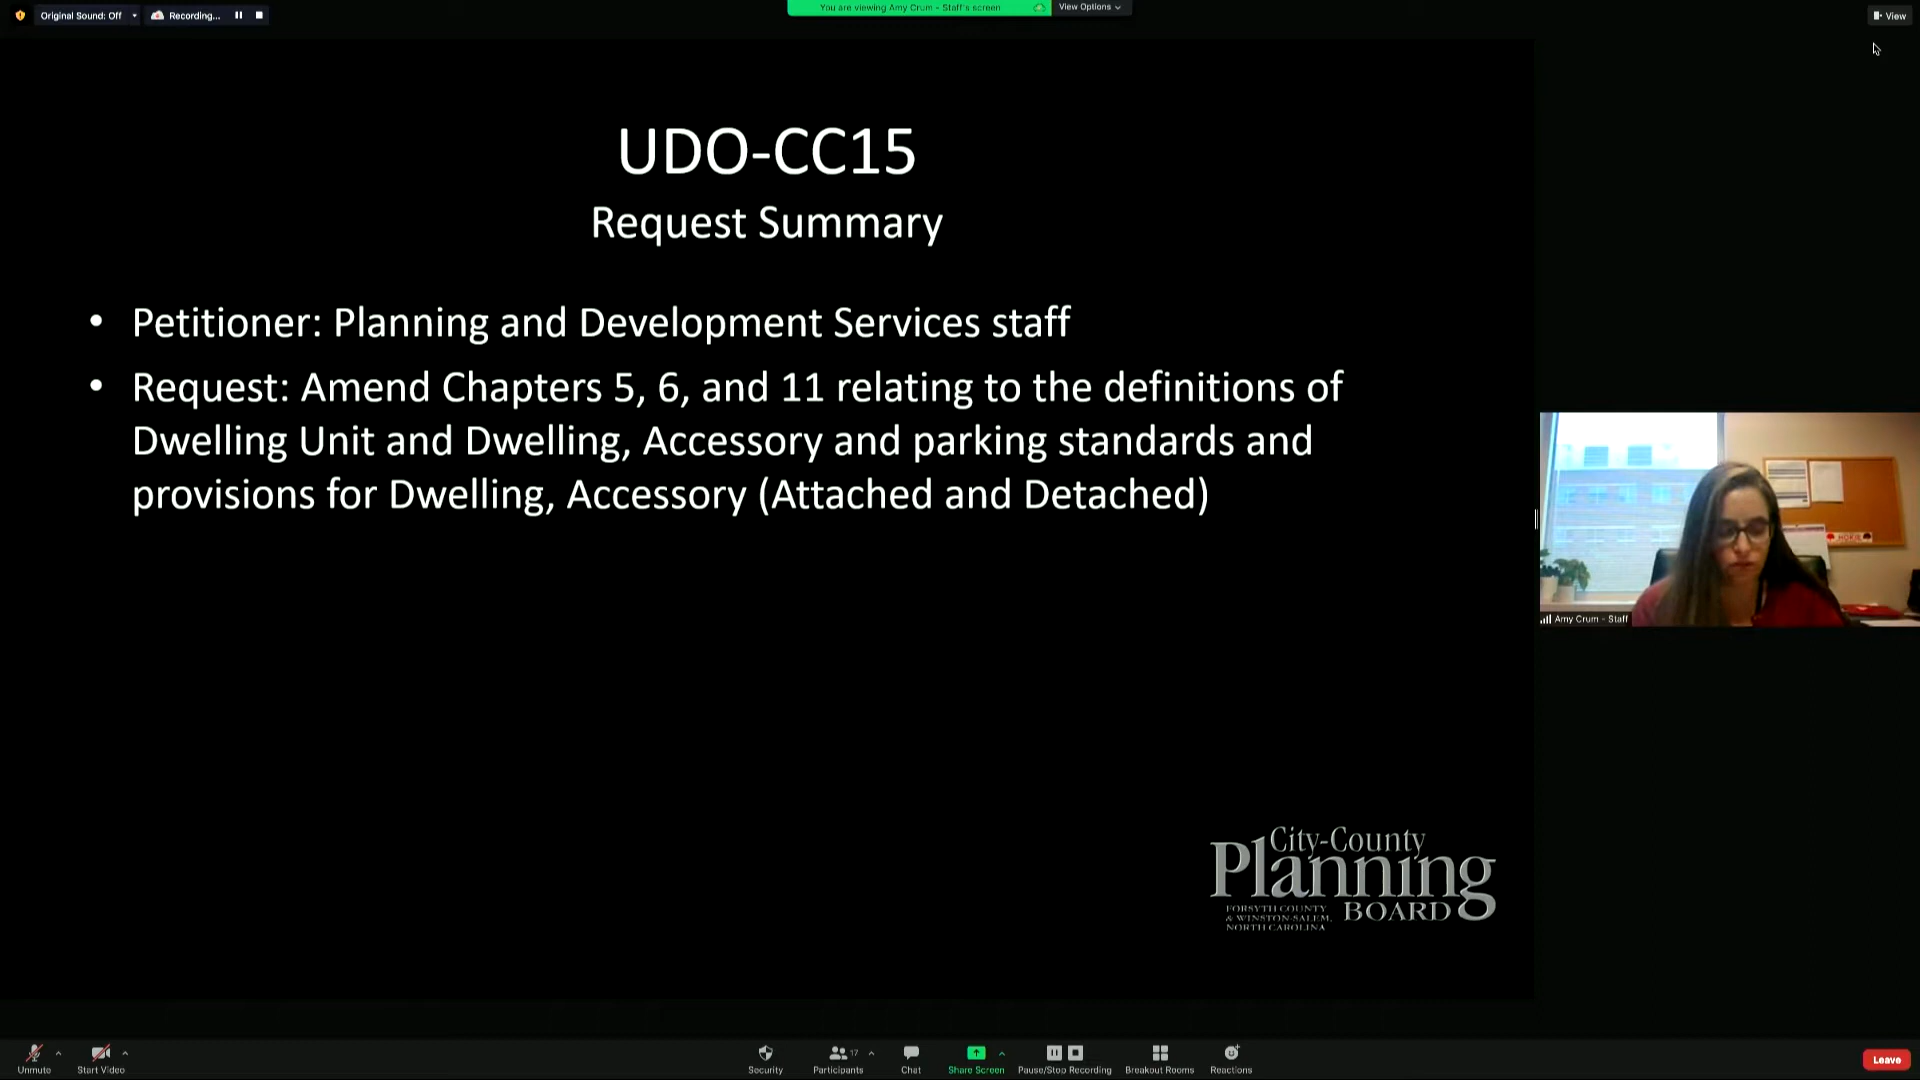 Original Sound: Off
Recording...
You are viewing Amy Crum - Staff's screen
View Options
View
UDO-CC15
Request Summary
• Petitioner: Planning and Development Services staff
• Request: Amend Chapters 5, 6, and 11 relating to the definitions of
Dwelling Unit and Dwelling, Accessory and parking standards and
provisions for Dwelling, Accessory (Attached and Detached)
HOKIE
Amy Crum - Staff
City-County
Planning
BOARD
FORSYTH COUNTY
& WINSTON-SALEM,
NORTH CAROLINA
Unmute
Start Video
Security
Participants
17
Chat
Share Screen
Pause/Stop Recording
Breakout Rooms
Reactions
Leave